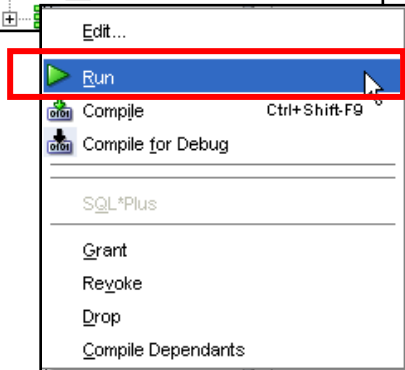 Edit...
Run
Compile Ctrl+Shift-F9
Compile for Debug
SQL*Plus
Grant
Revoke
Drop
Compile Dependants